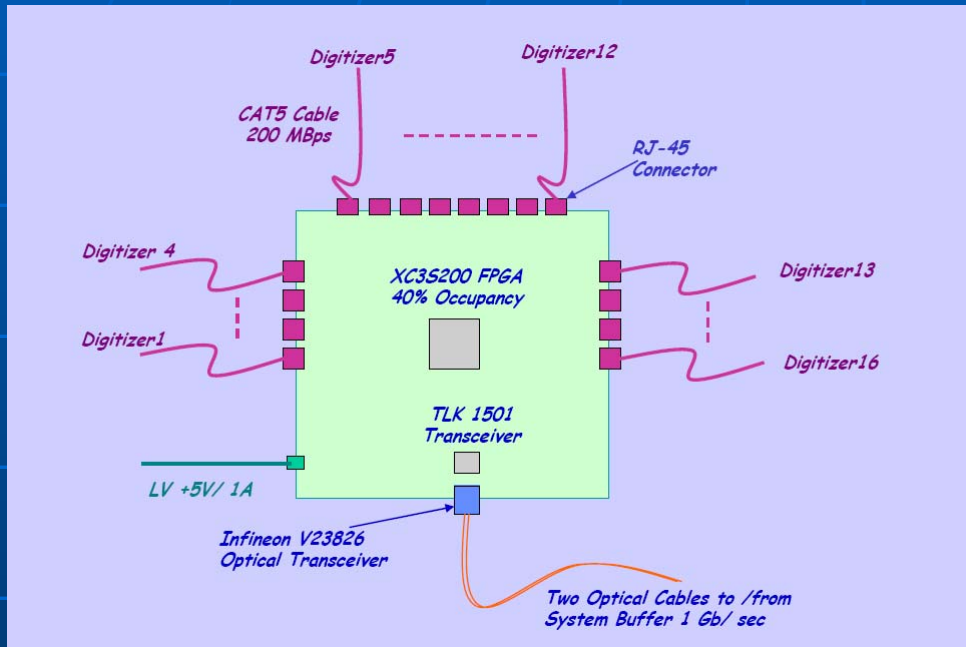 Digitizer5
Digitizer12
CAT5 Cable
200 MBps
RJ-45
Connector
Digitizer 4
XC3S200 FPGA
40% Occupancy
Digitizer13
Digitizer1
Digitizer16
TLK 1501
Transceiver
LV +5V/ 1A
Infineon V23826
Optical Transceiver
Two Optical Cables to /from
System Buffer 1 Gb/ sec